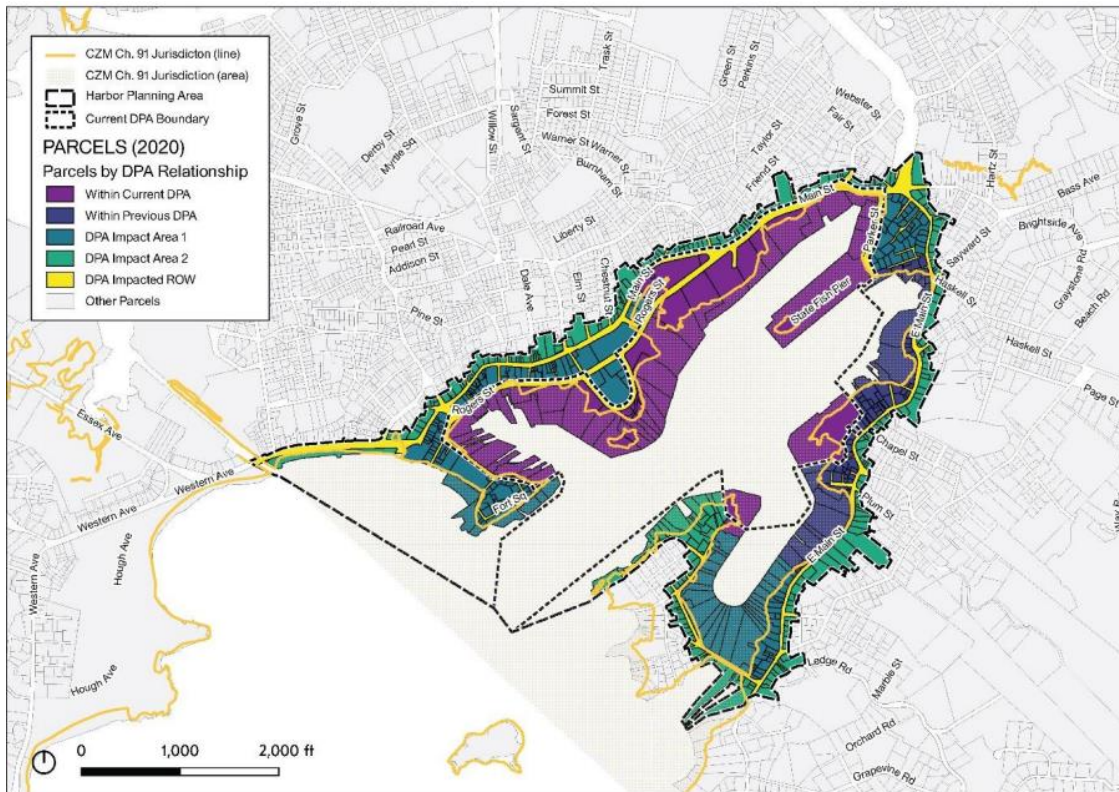 CZM Ch. 91 Jurisdicton (line)
CZM Ch. 91 Jurisdiction (area)
Harbor Planning Area
Current DPA Boundary
PARCELS (2020)
Parcels by DPA Relationship
Within Current DPA
Within Previous DPA
DPA Impact Area 1
DPA Impact Area 2
DPA Impacted ROW
Other Parcels
Grove St
Derby St
Myrtle Sq
Willow St
Sargent St
Summit St
Forest St
Warner St
Warner St
Burnham St
Trask St
Green St
Perkins St
Webster St
Fair St
Taylor St
Friend St
Main St
Parker St
Hartz St
Bass Ave
Brightside Ave
Sayward St
Graystone Rd
Beach Rd
Haskell St
E Main St
Haskell St
Page St
Railroad Ave
Pearl St
Addison St
Liberty St
Dale Ave
Elm St
Chestnut St
Main St
Rogers St
State Fish Pier
Pine St
Rogers St
Essex Ave
Western Ave
Western Ave
Fort Sq
Chapel St
Plum St
E Main St
Hough Ave
Western Ave
Hough Ave
Ledge Rd
Marble St
Orchard Rd
Grapevine Rd
0
1,000
2,000 ft